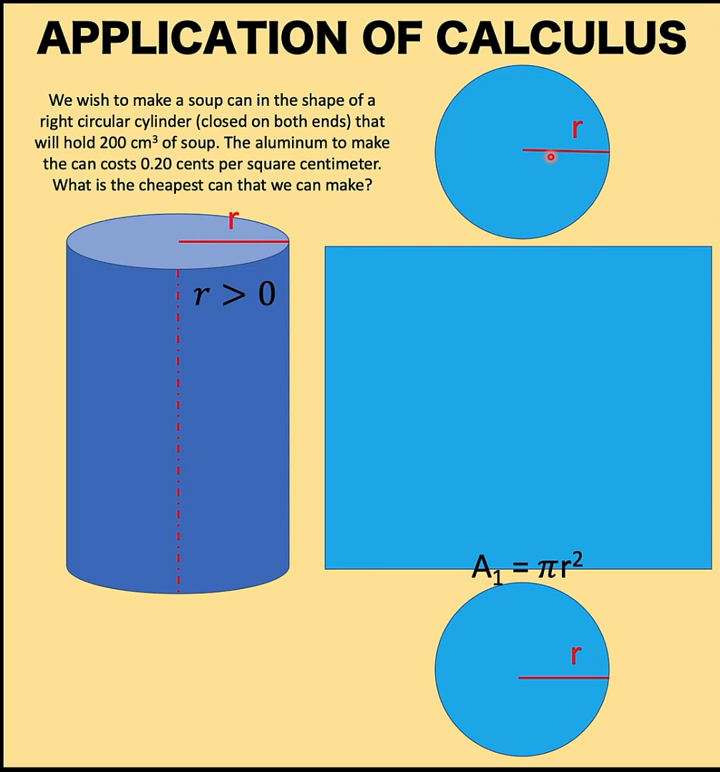 APPLICATION OF CALCULUS
We wish to make a soup can in the shape of a
right circular cylinder (closed on both ends) that
will hold 200 cm³ of soup. The aluminum to make
the can costs 0.20 cents per square centimeter.
What is the cheapest can that we can make?
r
r
r > 0
A₁ = πr²
r